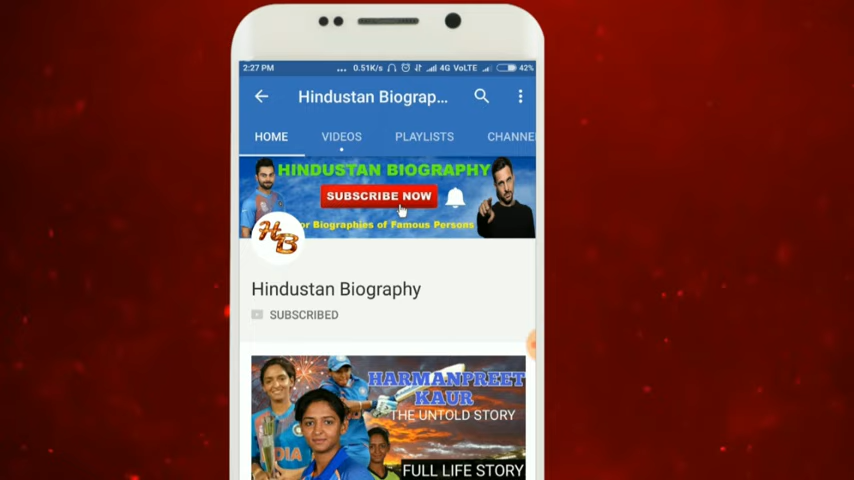 2:27 PM ... 0.51K/s 4G VoLTE 42%
Hindustan Biograp...
HOME VIDEOS PLAYLISTS CHANNE
HINDUSTAN BIOGRAPHY
SUBSCRIBE NOW
or Biographies of Famous Persons
HB
Hindustan Biography
SUBSCRIBED
HARMANPREET
KAUR
THE UNTOLD STORY
DIA
FULL LIFE STORY